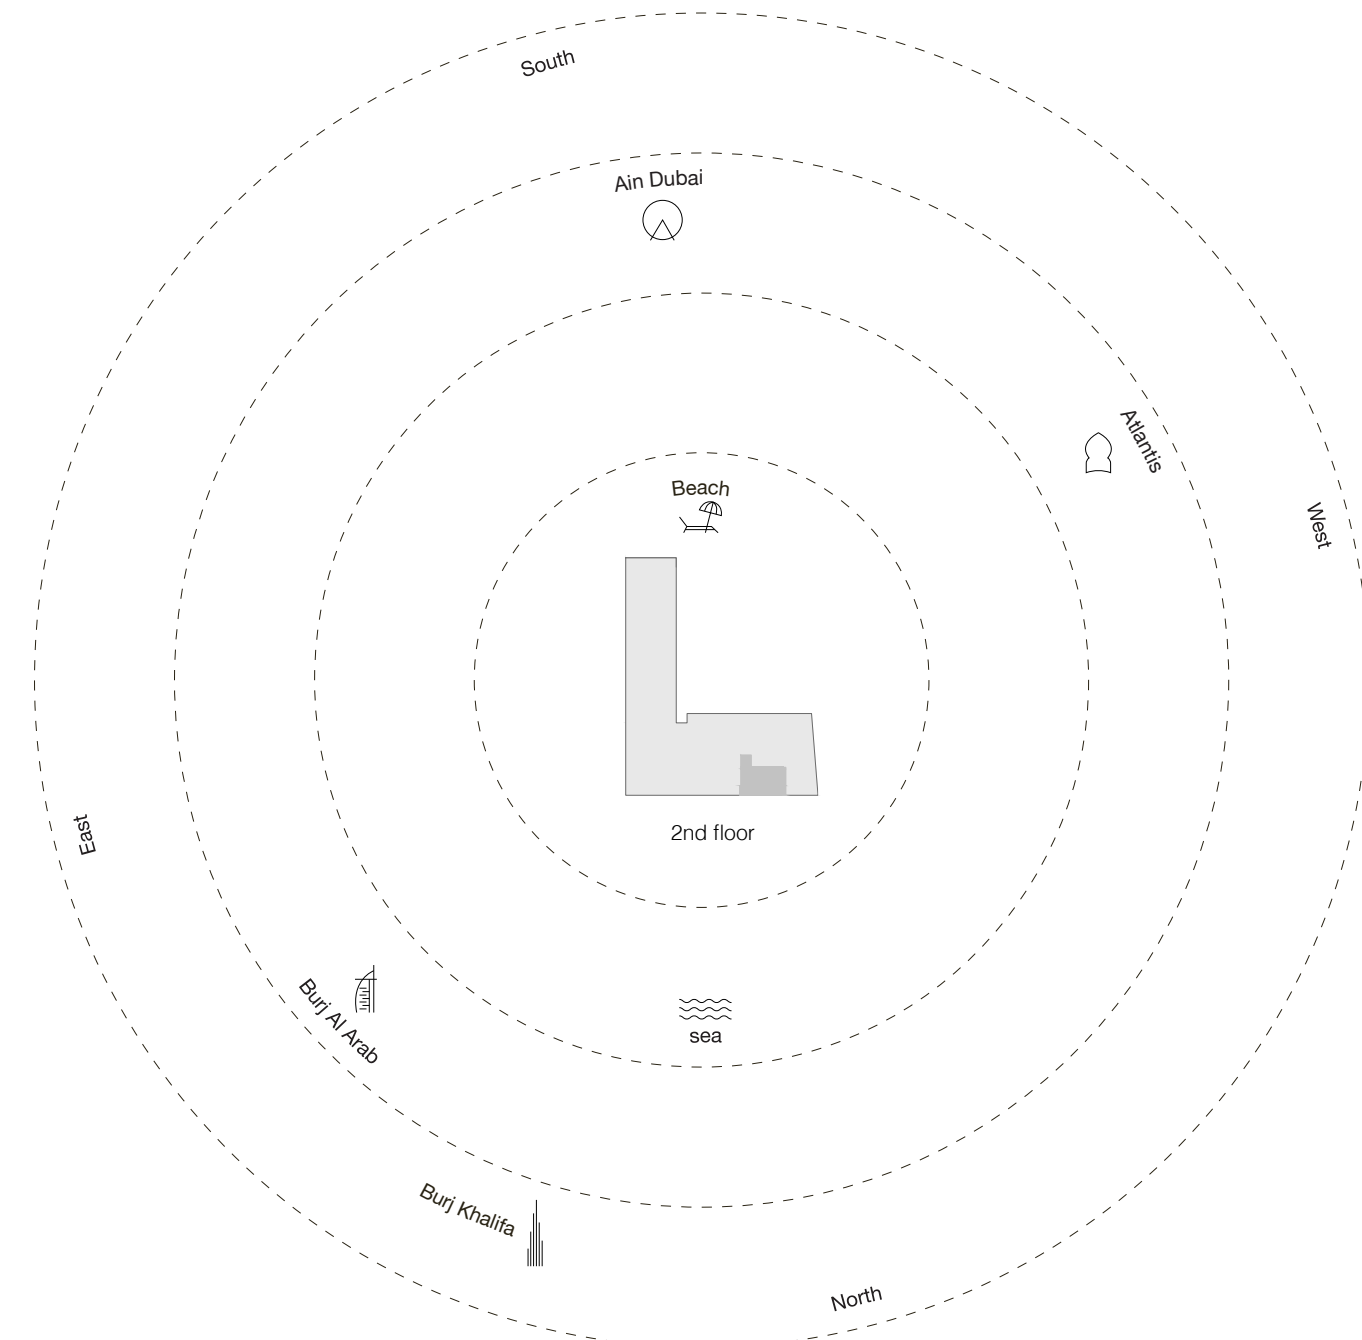 South
Ain Dubai
Atlantis
Beach
West
2nd floor
East
Burj Al Arab
sea
Burj Khalifa
North